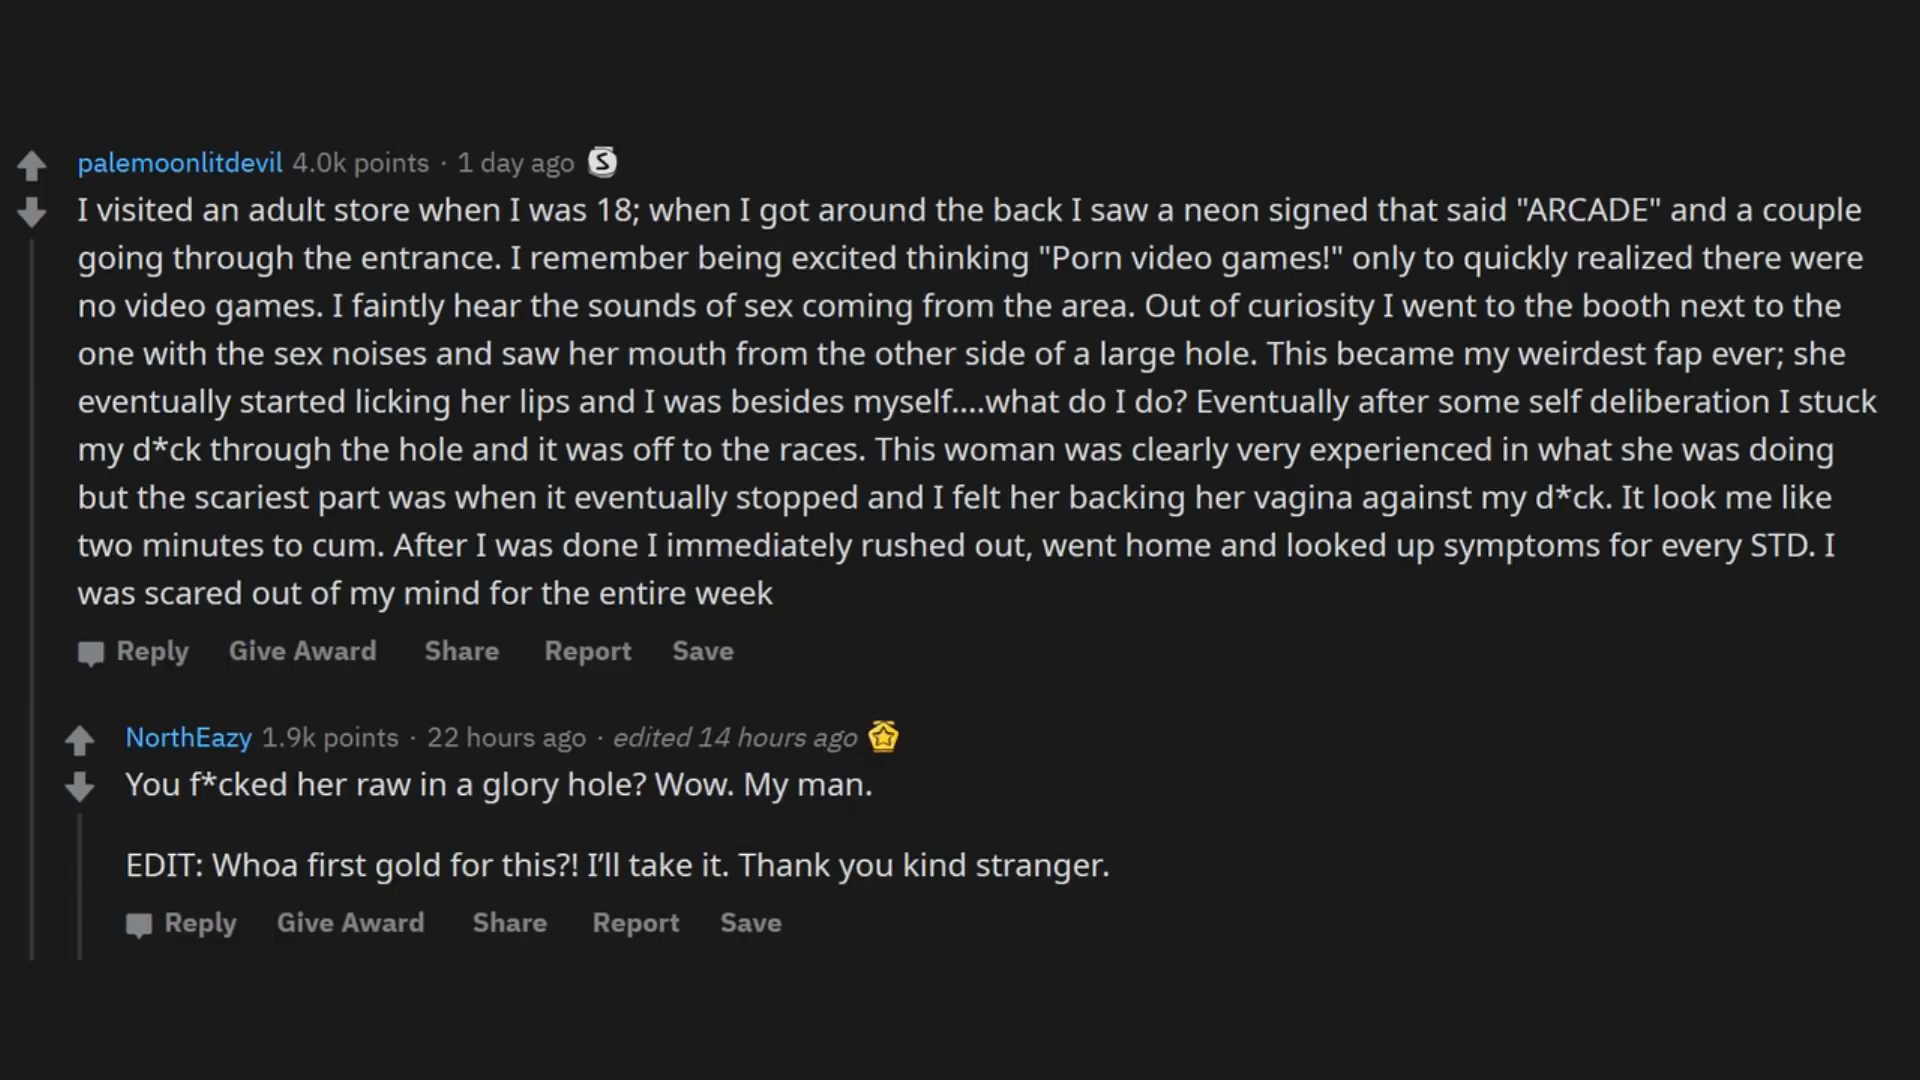 palemoonlitdevil 4.0k points · 1 day ago S
I visited an adult store when I was 18; when I got around the back I saw a neon signed that said "ARCADE" and a couple
going through the entrance. I remember being excited thinking "Porn video games!" only to quickly realized there were
no video games. I faintly hear the sounds of sex coming from the area. Out of curiosity I went to the booth next to the
one with the sex noises and saw her mouth from the other side of a large hole. This became my weirdest fap ever; she
eventually started licking her lips and I was besides myself....what do I do? Eventually after some self deliberation I stuck
my d*ck through the hole and it was off to the races. This woman was clearly very experienced in what she was doing
but the scariest part was when it eventually stopped and I felt her backing her vagina against my d*ck. It look me like
two minutes to cum. After I was done I immediately rushed out, went home and looked up symptoms for every STD. I
was scared out of my mind for the entire week
Reply Give Award Share Report Save
NorthEazy 1.9k points · 22 hours ago · edited 14 hours ago
You f*cked her raw in a glory hole? Wow. My man.
EDIT: Whoa first gold for this?! I’ll take it. Thank you kind stranger.
Reply Give Award Share Report Save